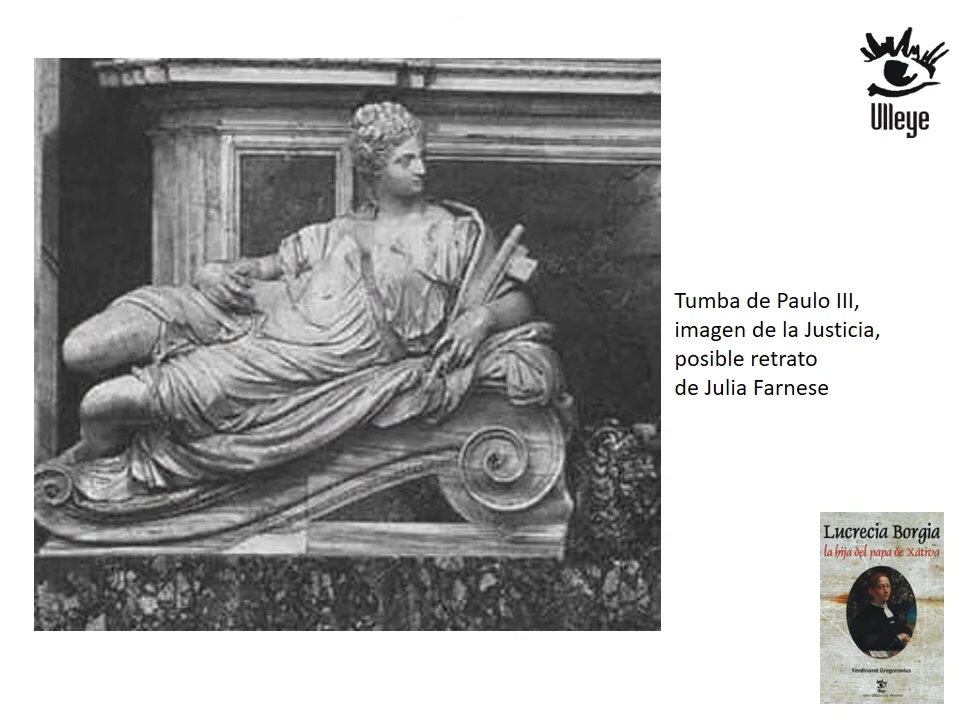 Ulleye
Tumba de Paulo III,
imagen de la Justicia,
posible retrato
de Julia Farnese
Lucrecia Borgia
la hija del papa de Xàtiva
Ferdinand Gregorovius
Ulleye